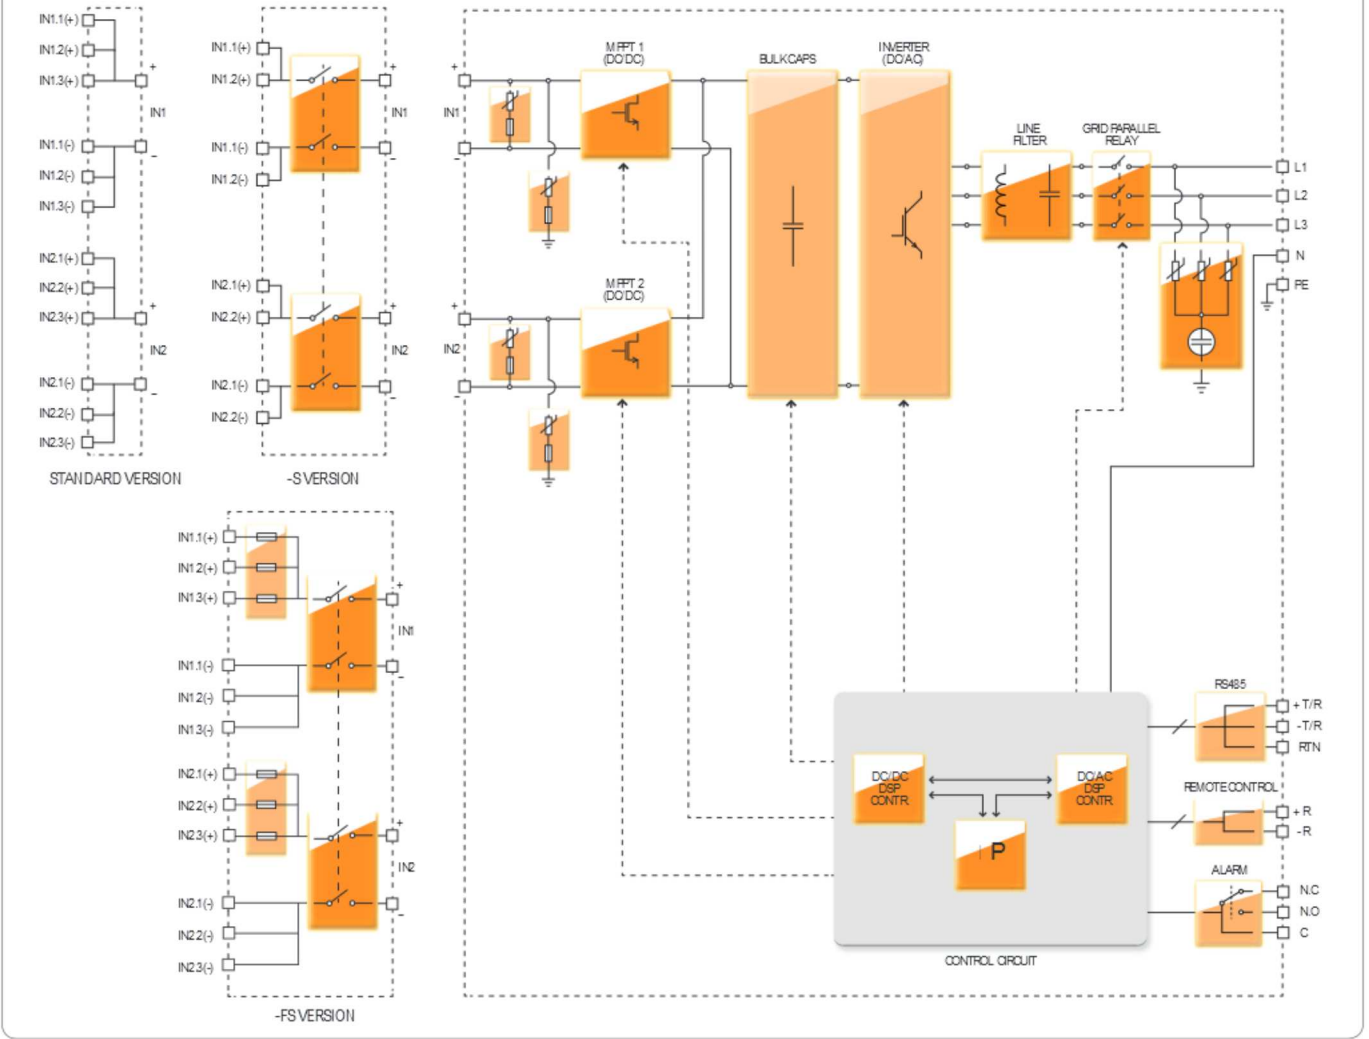 IN1.1(+)
IN1.2(+)
IN1.3(+)
+
IN1
IN1.1(-)
-
IN1.2(-)
IN1.3(-)
IN2.1(+)
IN2.2(+)
IN2.3(+)
+
IN2
IN2.1(-)
-
IN2.2(-)
IN2.3(-)
STANDARD VERSION
IN1.1(+)
IN1.2(+)
+
IN1
IN1.1(-)
-
IN1.2(-)
IN2.1(+)
IN2.2(+)
+
IN2
IN2.1(-)
-
IN2.2(-)
-S VERSION
IN1.1(+)
IN1.2(+)
IN1.3(+)
+
IN1
IN1.1(-)
-
IN1.2(-)
IN1.3(-)
IN2.1(+)
IN2.2(+)
IN2.3(+)
+
IN2
IN2.1(-)
-
IN2.2(-)
IN2.3(-)
-FS VERSION
+
IN1
-
MPPT 1
(DC/DC)
+
IN2
-
MPPT 2
(DC/DC)
BULK CAPS
INVERTER
(DC/AC)
LINE
FILTER
GRID PARALLEL
RELAY
L1
L2
L3
N
PE
DC/DC
DSP
CONTR.
DC/AC
DSP
CONTR.
P
CONTROL CIRCUIT
RS485
+ T/R
- T/R
RTN
REMOTE CONTROL
+ R
- R
ALARM
N.C
N.O
C